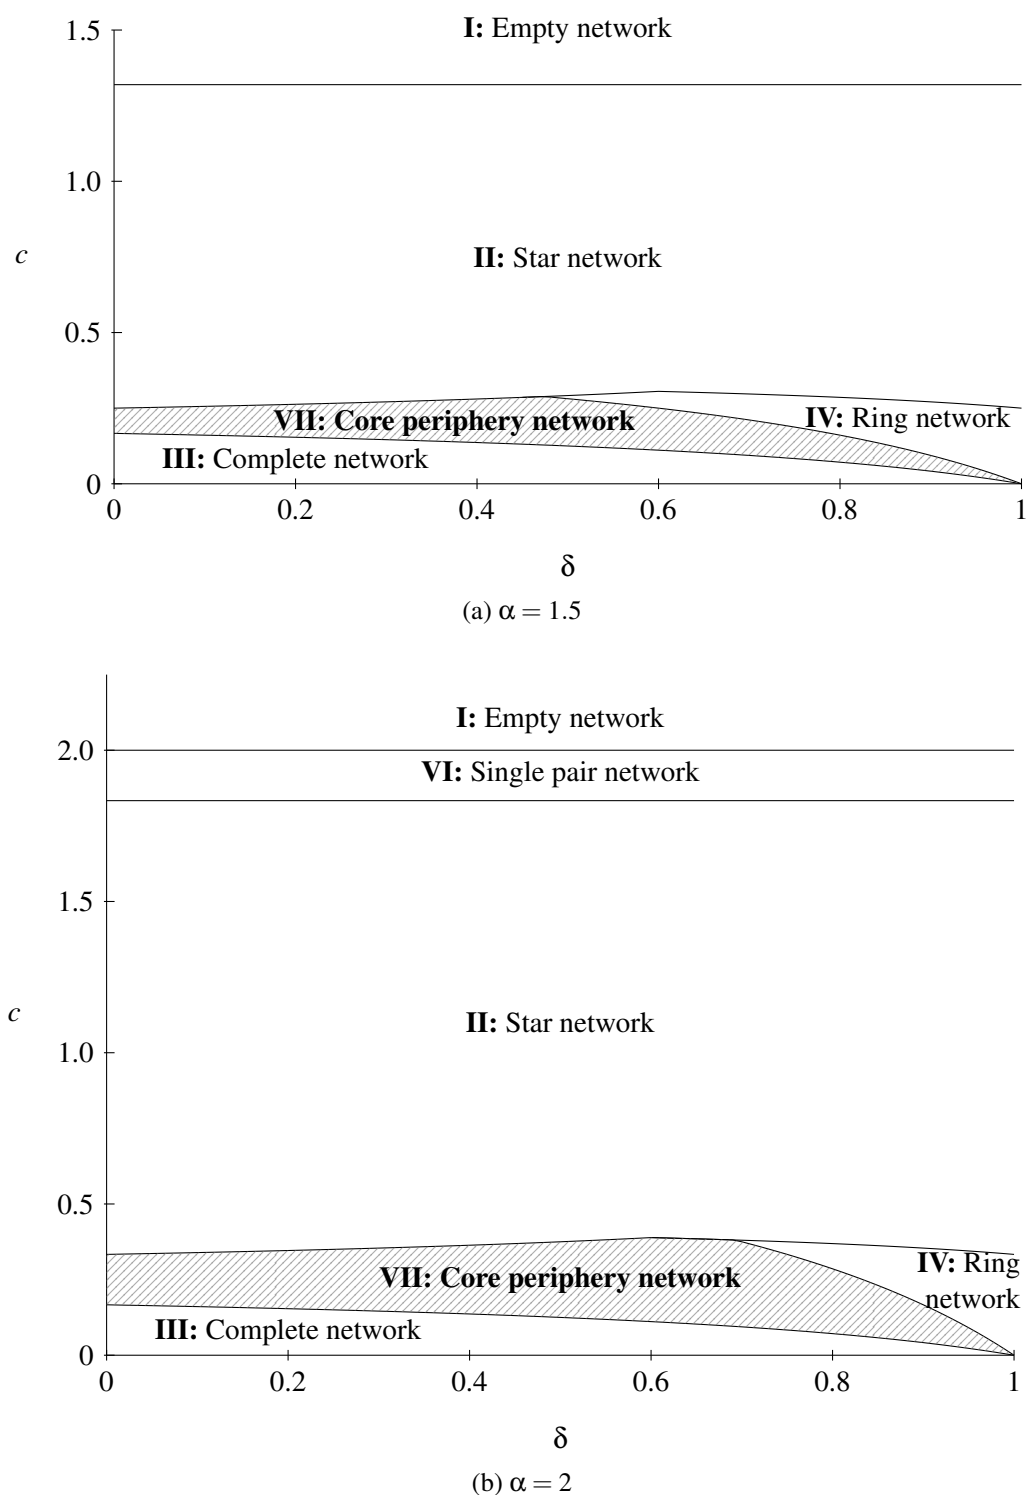 I: Empty network
1.5
1.0
c
II: Star network
0.5
VII: Core periphery network
IV: Ring network
III: Complete network
0
0 0.2 0.4 0.6 0.8 1
δ
(a) α = 1.5
I: Empty network
2.0
VI: Single pair network
1.5
c
II: Star network
1.0
0.5
IV: Ring
VII: Core periphery network
network
III: Complete network
0
0 0.2 0.4 0.6 0.8 1
δ
(b) α = 2